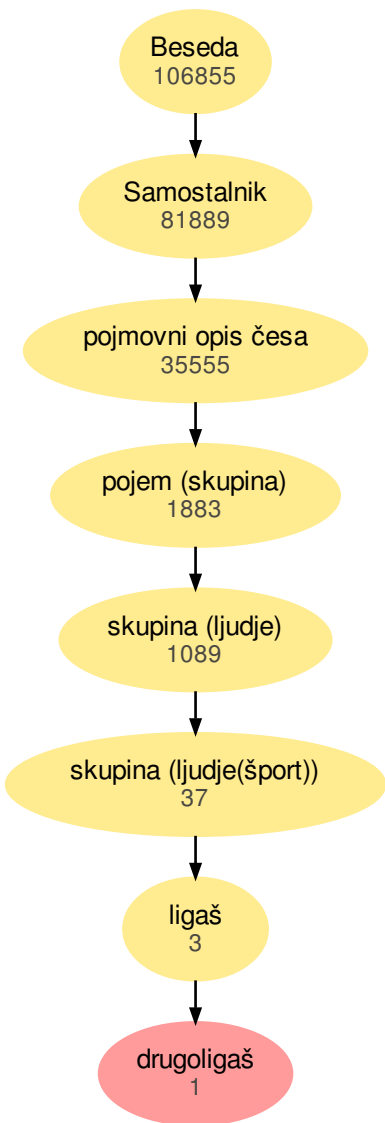 Beseda
106855
Samostalnik
81889
pojmovni opis česa
35555
pojem (skupina)
1883
skupina (ljudje)
1089
skupina (ljudje(šport))
37
ligaš
3
drugoligaš
1